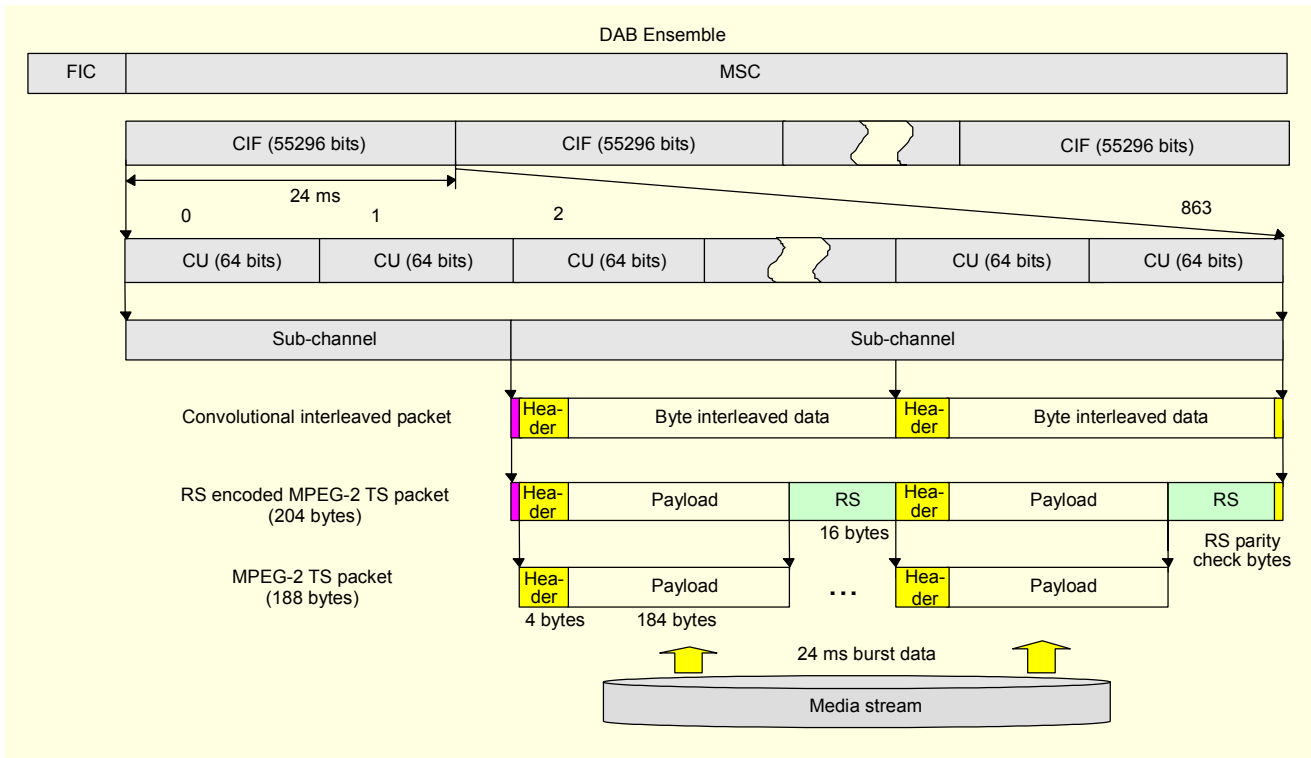 DAB Ensemble
FIC
MSC
CIF (55296 bits)
CIF (55296 bits)
CIF (55296 bits)
24 ms
0
1
2
863
CU (64 bits)
CU (64 bits)
CU (64 bits)
CU (64 bits)
CU (64 bits)
Sub-channel
Sub-channel
Convolutional interleaved packet
Hea-
der
Byte interleaved data
Hea-
der
Byte interleaved data
RS encoded MPEG-2 TS packet
(204 bytes)
Hea-
der
Payload
RS
Hea-
der
Payload
RS
16 bytes
RS parity
check bytes
MPEG-2 TS packet
(188 bytes)
Hea-
der
Payload
...
Hea-
der
Payload
4 bytes
184 bytes
24 ms burst data
Media stream